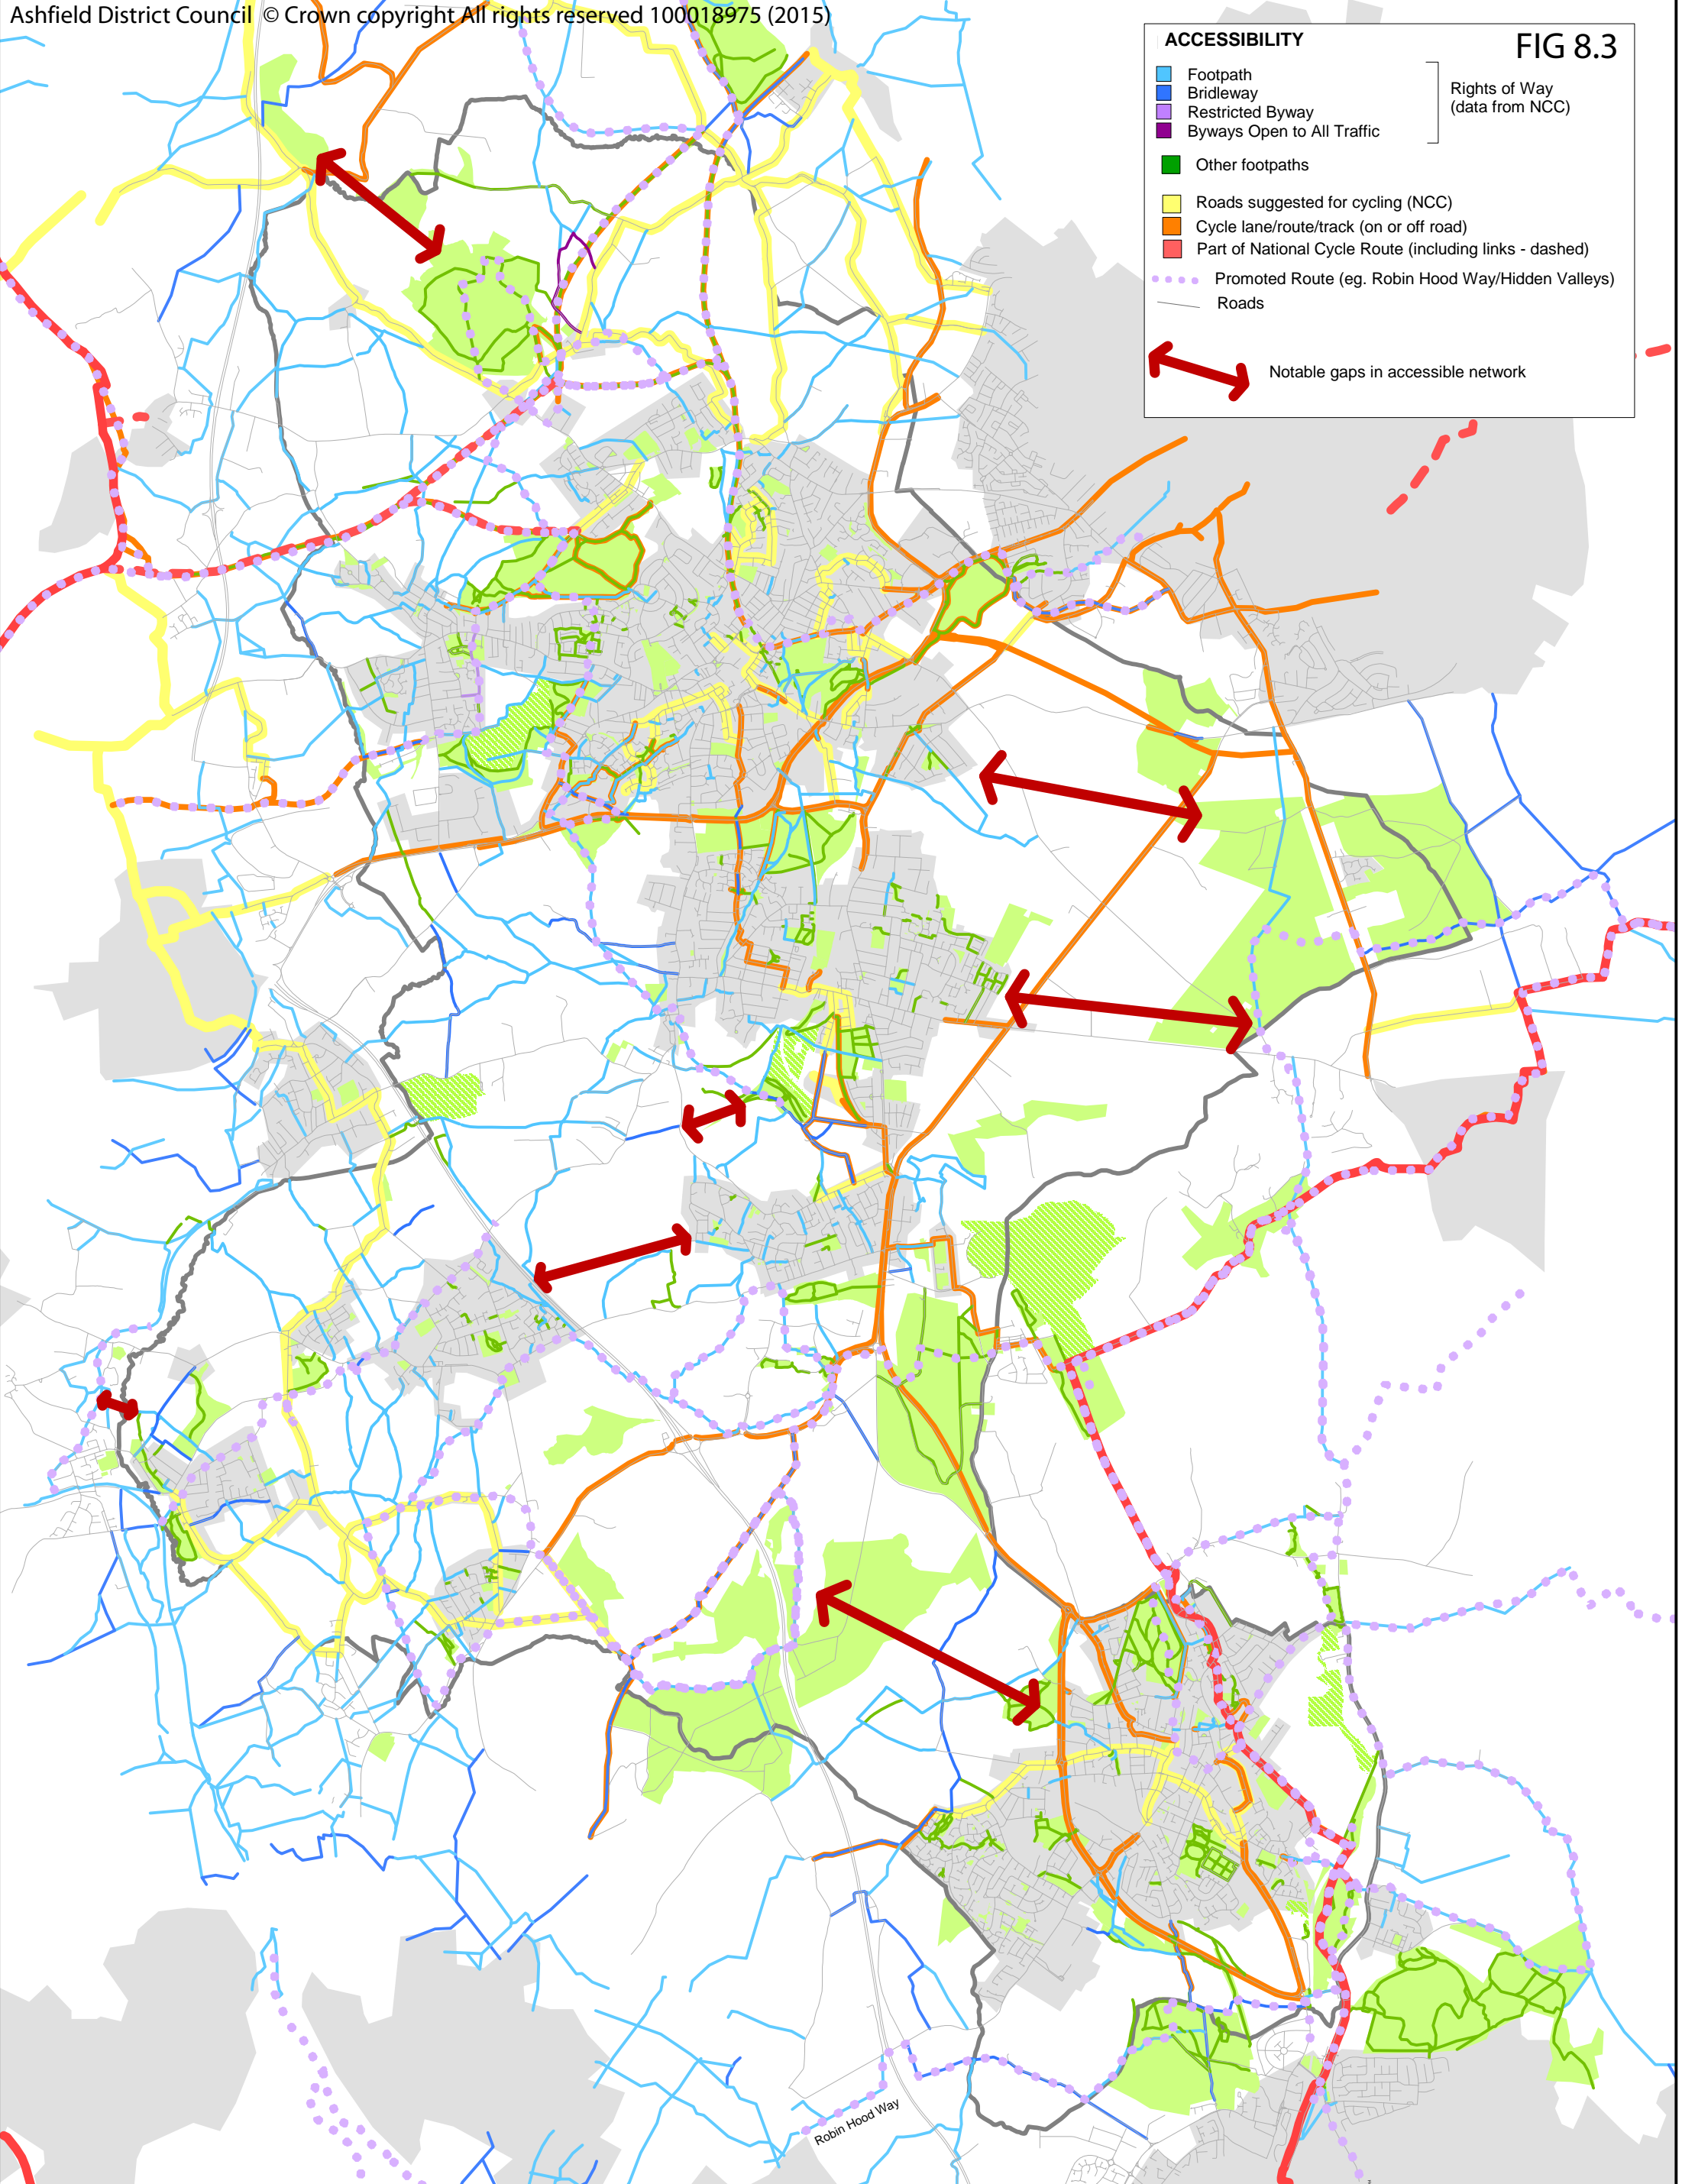 Ashfield District Council © Crown copyright All rights reserved 100018975 (2015)
ACCESSIBILITY
FIG 8.3
Footpath
Bridleway
Restricted Byway
Byways Open to All Traffic
Rights of Way
(data from NCC)
Other footpaths
Roads suggested for cycling (NCC)
Cycle lane/route/track (on or off road)
Part of National Cycle Route (including links - dashed)
Promoted Route (eg. Robin Hood Way/Hidden Valleys)
Roads
Notable gaps in accessible network
Robin Hood Way